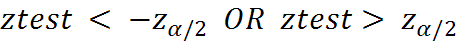 ztest < −z_{α/2} OR ztest > z_{α/2}